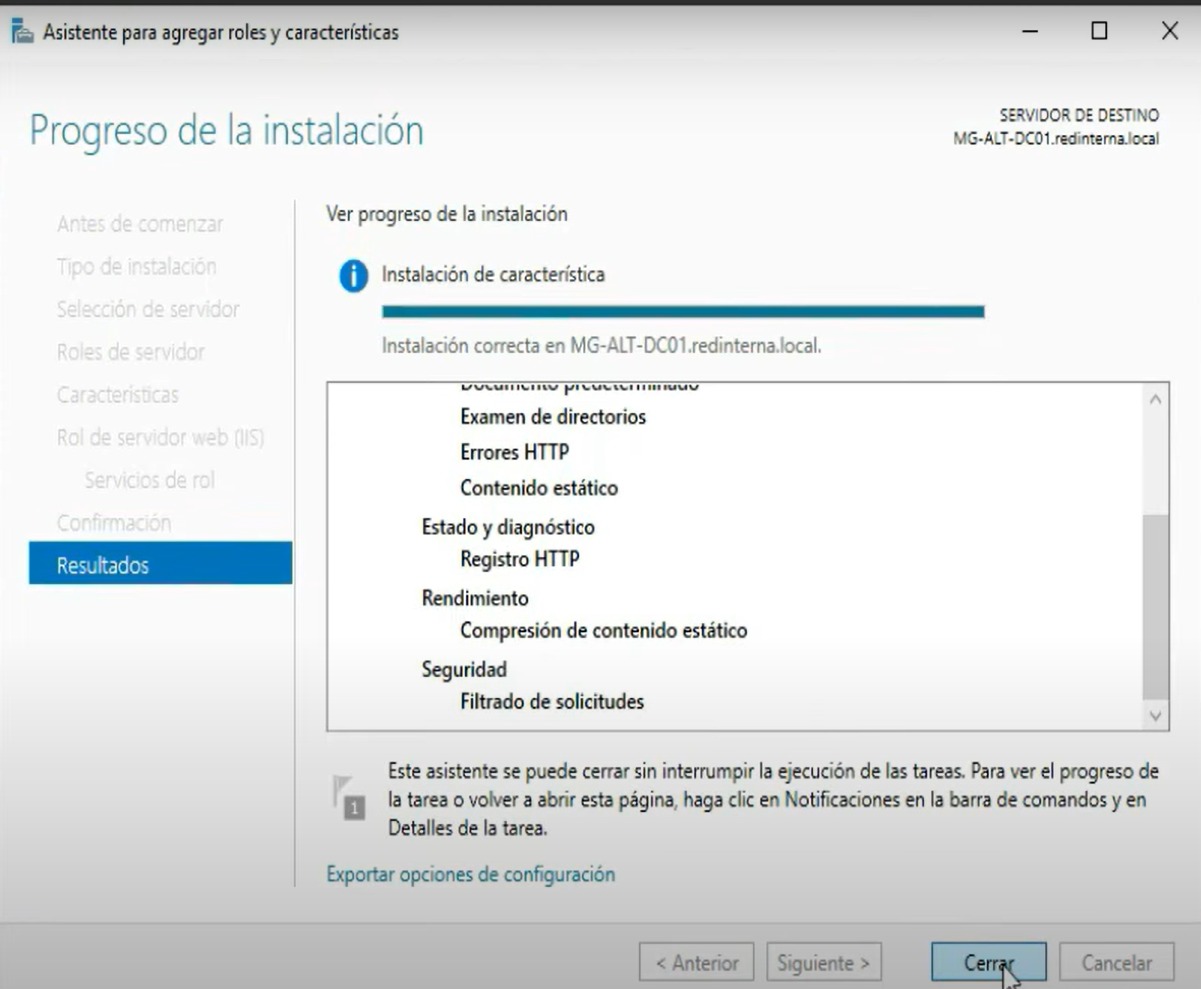 Asistente para agregar roles y características
Progreso de la instalación
SERVIDOR DE DESTINO
MG-ALT-DC01.redinterna.local
Antes de comenzar
Tipo de instalación
Selección de servidor
Roles de servidor
Características
Rol de servidor web (IIS)
Servicios de rol
Confirmación
Resultados
Ver progreso de la instalación
Instalación de característica
Instalación correcta en MG-ALT-DC01.redinterna.local.
Documento predeterminado
Examen de directorios
Errores HTTP
Contenido estático
Estado y diagnóstico
Registro HTTP
Rendimiento
Compresión de contenido estático
Seguridad
Filtrado de solicitudes
1
Este asistente se puede cerrar sin interrumpir la ejecución de las tareas. Para ver el progreso de
la tarea o volver a abrir esta página, haga clic en Notificaciones en la barra de comandos y en
Detalles de la tarea.
Exportar opciones de configuración
< Anterior
Siguiente >
Cerrar
Cancelar